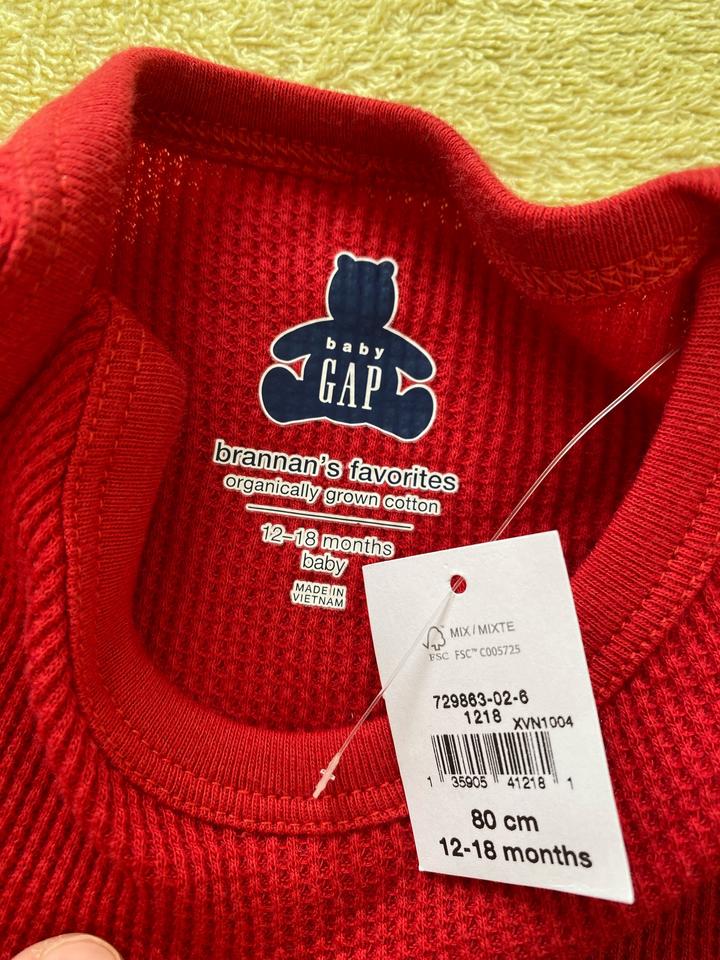 baby
GAP
brannan's favorites
organically grown cotton
12-18 months
baby
MADE IN
VIETNAM
MIX / MIXTE
FSC FSC™ C005725
729863-02-6
1218 XVN1004
1 35905 41218 1
80 cm
12-18 months